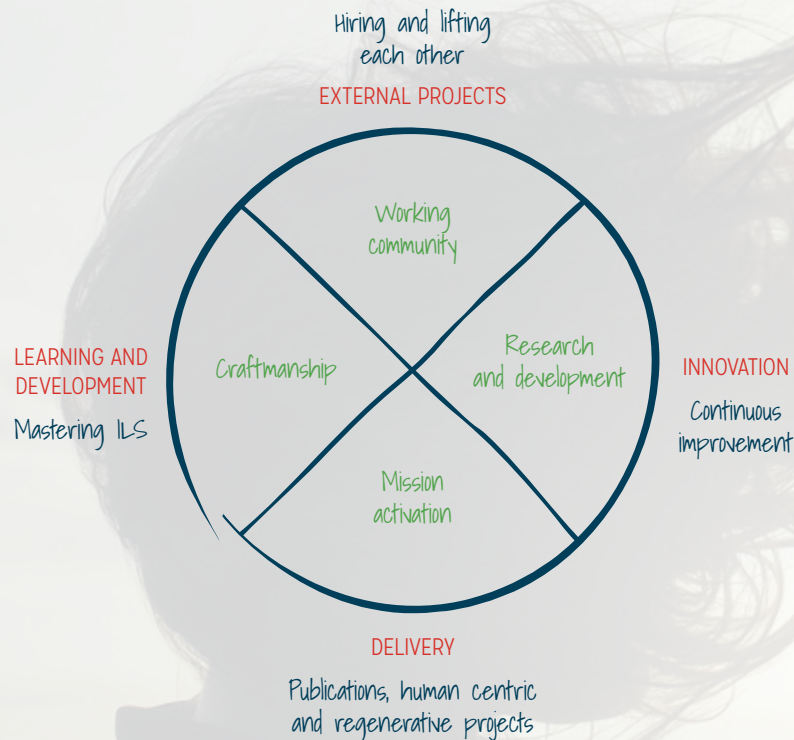 Hiring and lifting
each other
EXTERNAL PROJECTS
Working
community
LEARNING AND
DEVELOPMENT
Mastering ILS
Craftmanship
Research
and development
INNOVATION
Continuous
improvement
Mission
activation
DELIVERY
Publications, human centric
and regenerative projects